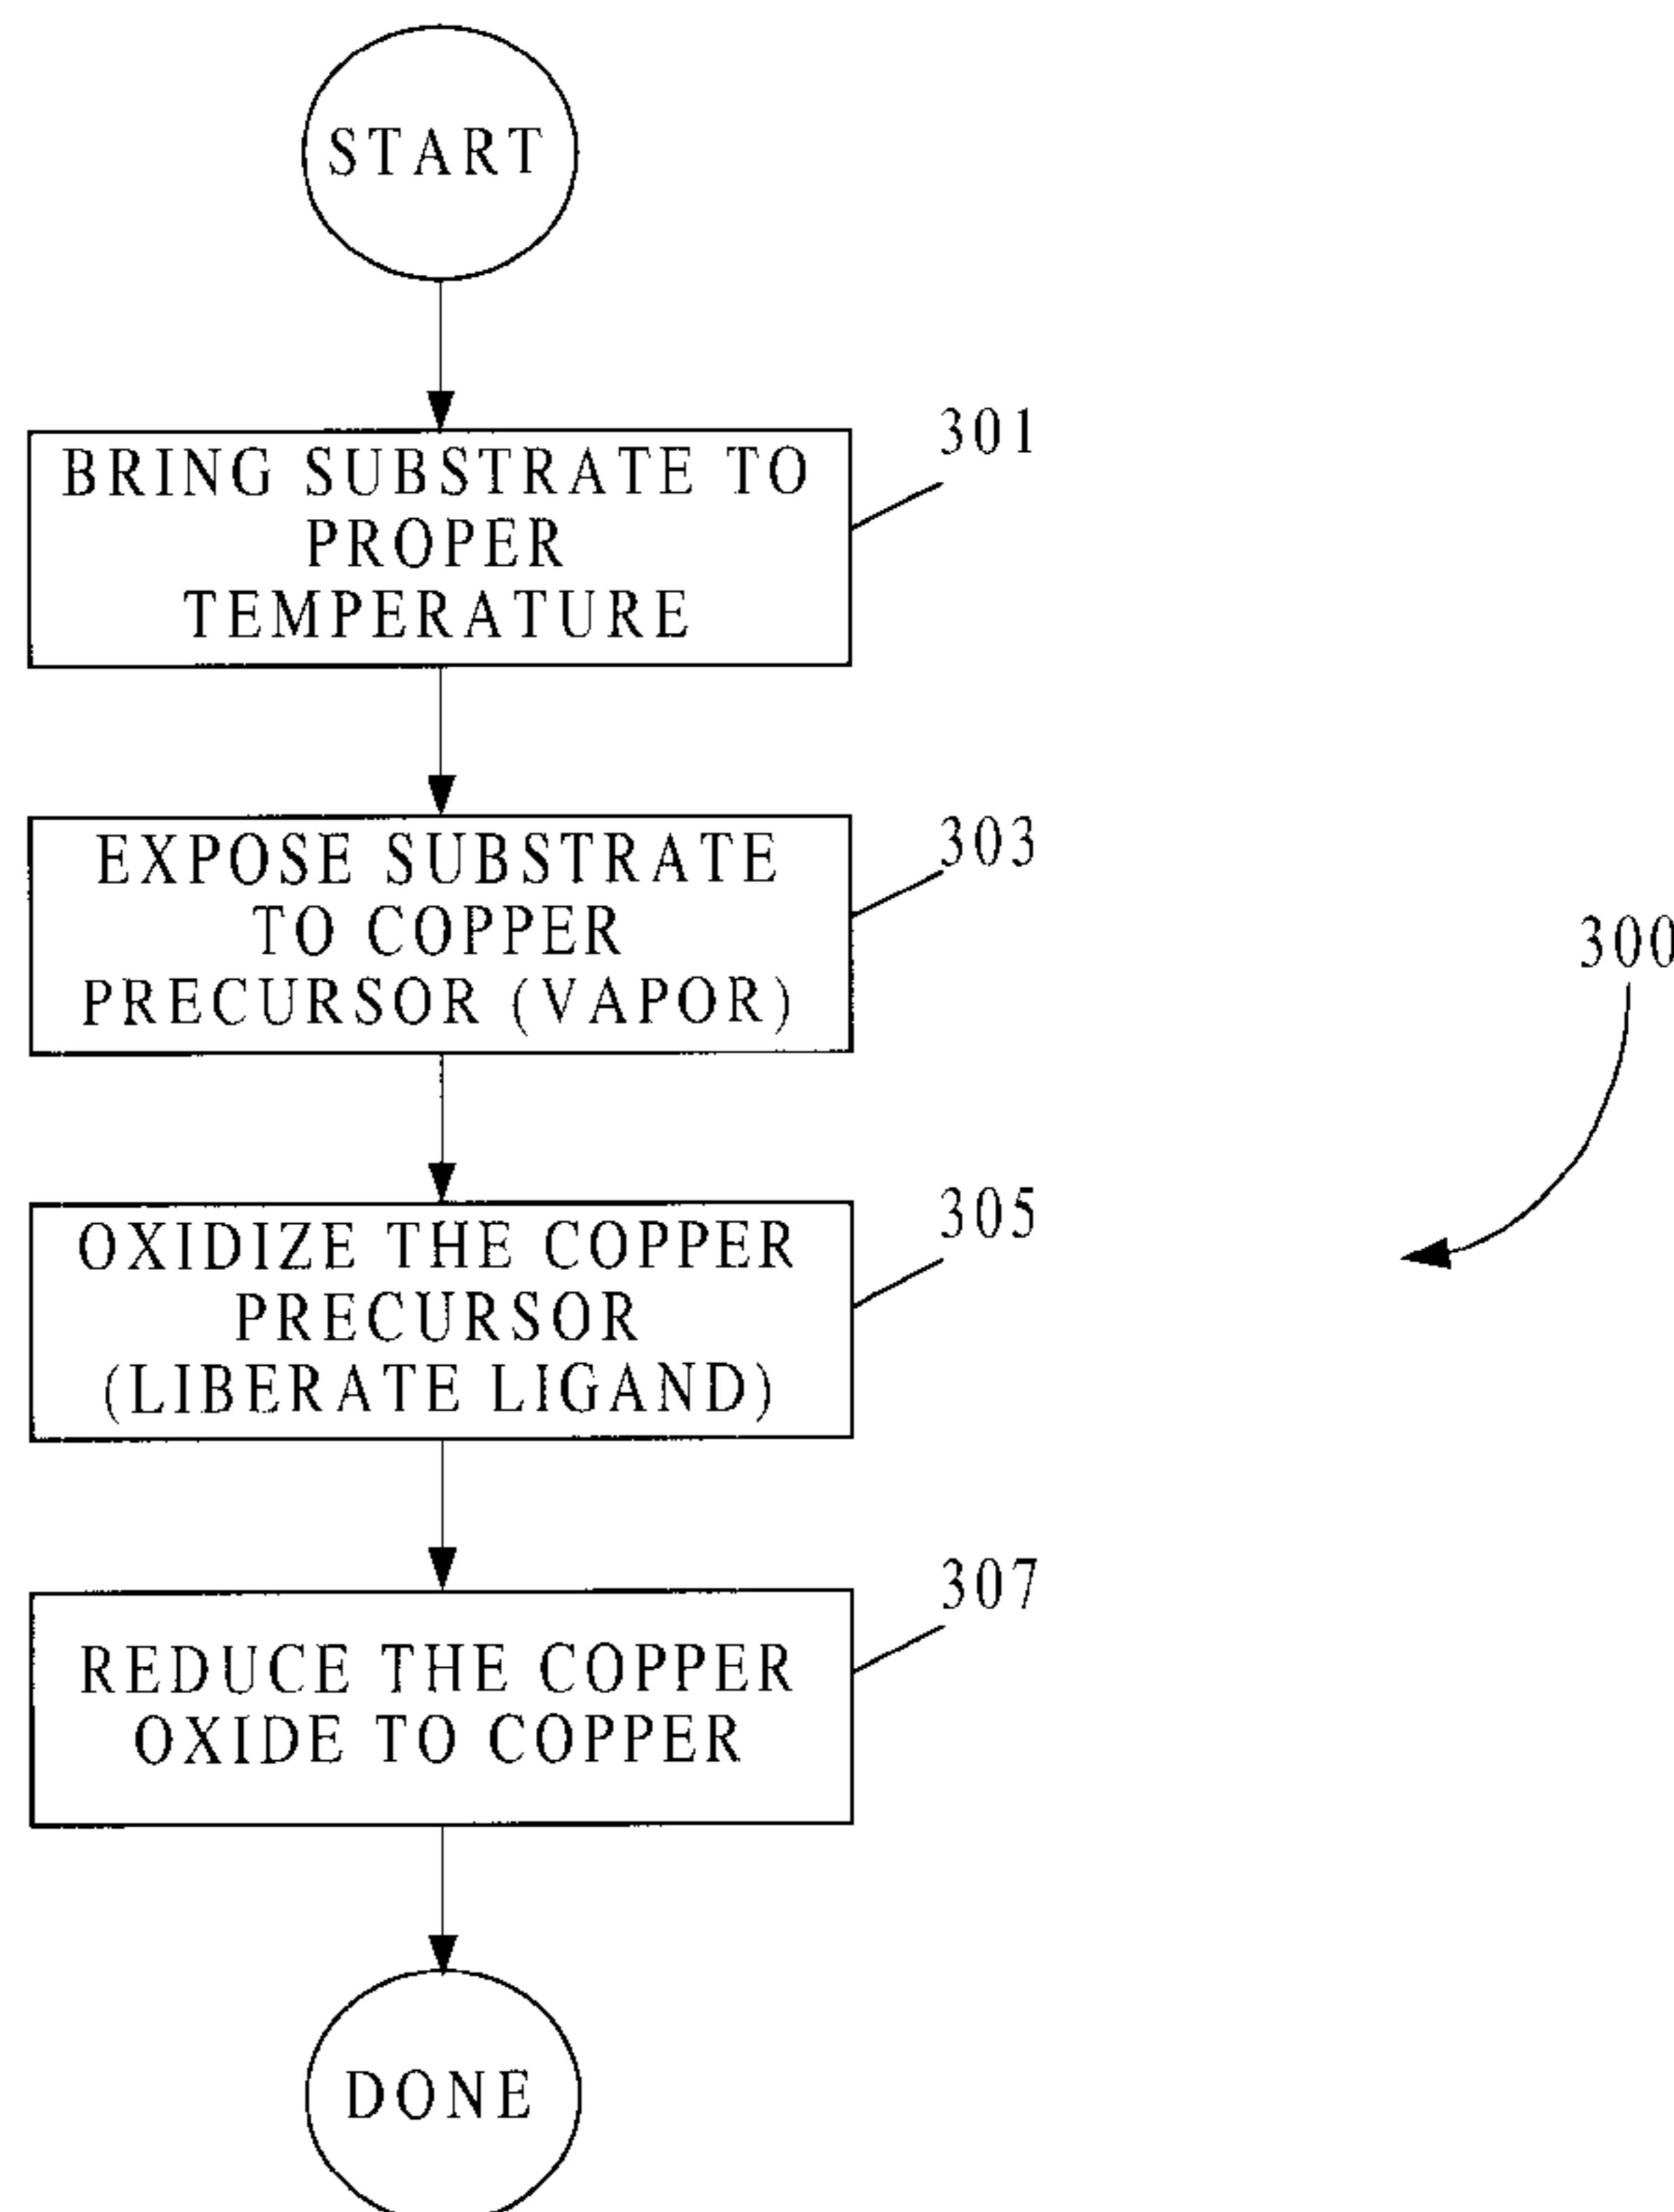 START
BRING SUBSTRATE TO
PROPER
TEMPERATURE
301
EXPOSE SUBSTRATE
TO COPPER
PRECURSOR (VAPOR)
303
300
OXIDIZE THE COPPER
PRECURSOR
(LIBERATE LIGAND)
305
REDUCE THE COPPER
OXIDE TO COPPER
307
DONE